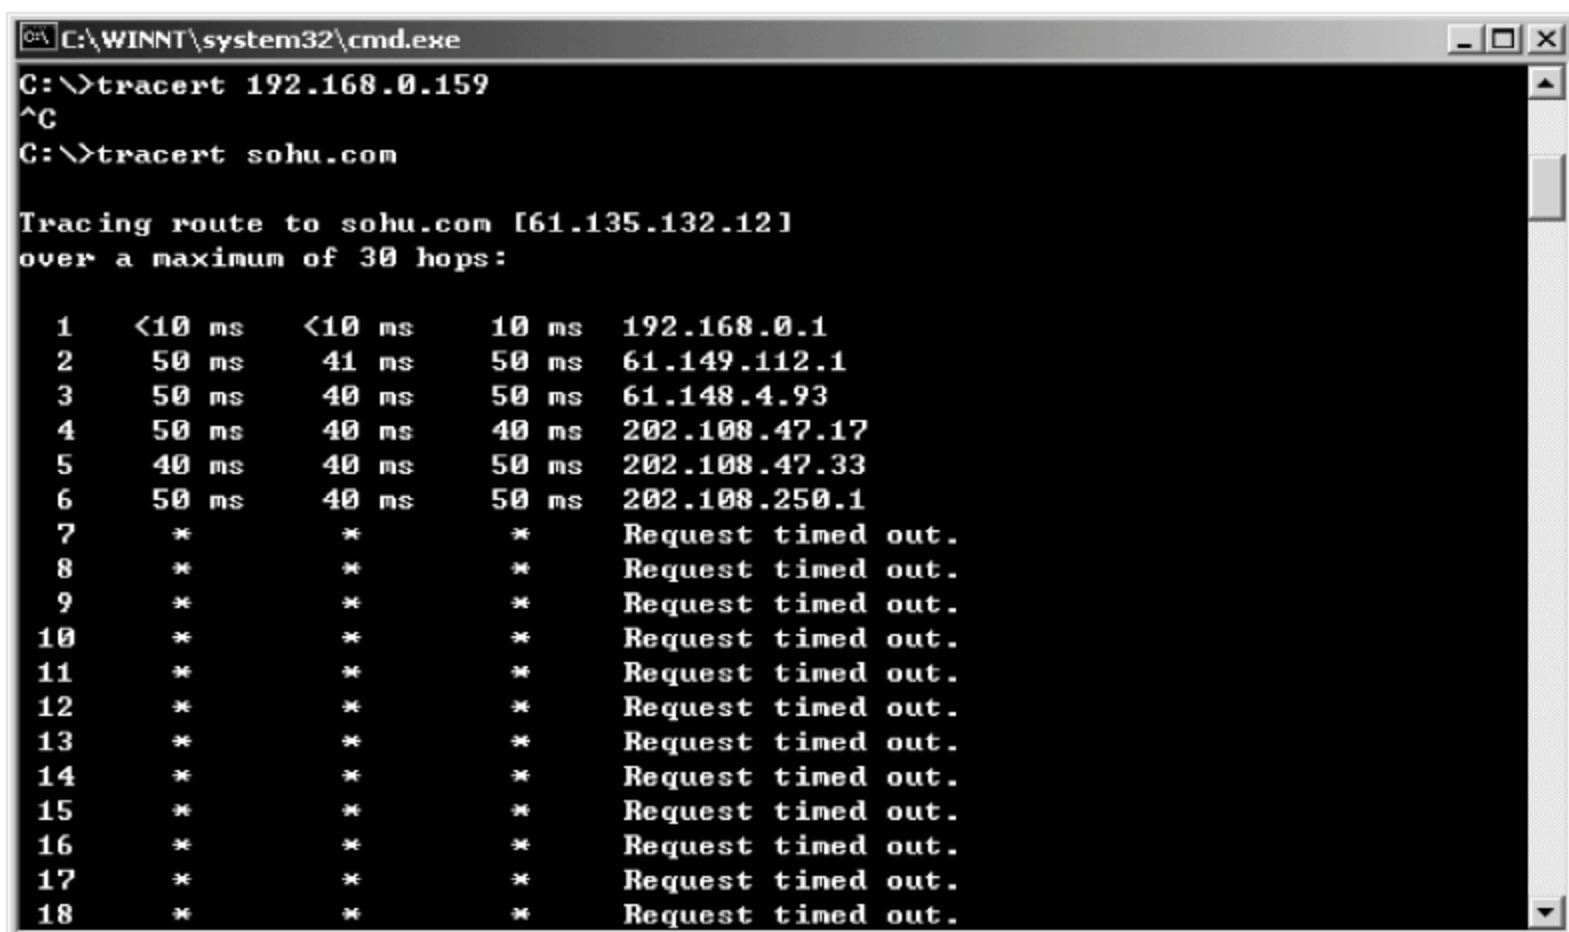 C:\WINNT\system32\cmd.exe
C:\>tracert 192.168.0.159
^C
C:\>tracert sohu.com
Tracing route to sohu.com [61.135.132.12]
over a maximum of 30 hops:
1 <10 ms <10 ms 10 ms 192.168.0.1
2 50 ms 41 ms 50 ms 61.149.112.1
3 50 ms 40 ms 50 ms 61.148.4.93
4 50 ms 40 ms 40 ms 202.108.47.17
5 40 ms 40 ms 50 ms 202.108.47.33
6 50 ms 40 ms 50 ms 202.108.250.1
7 * * * Request timed out.
8 * * * Request timed out.
9 * * * Request timed out.
10 * * * Request timed out.
11 * * * Request timed out.
12 * * * Request timed out.
13 * * * Request timed out.
14 * * * Request timed out.
15 * * * Request timed out.
16 * * * Request timed out.
17 * * * Request timed out.
18 * * * Request timed out.